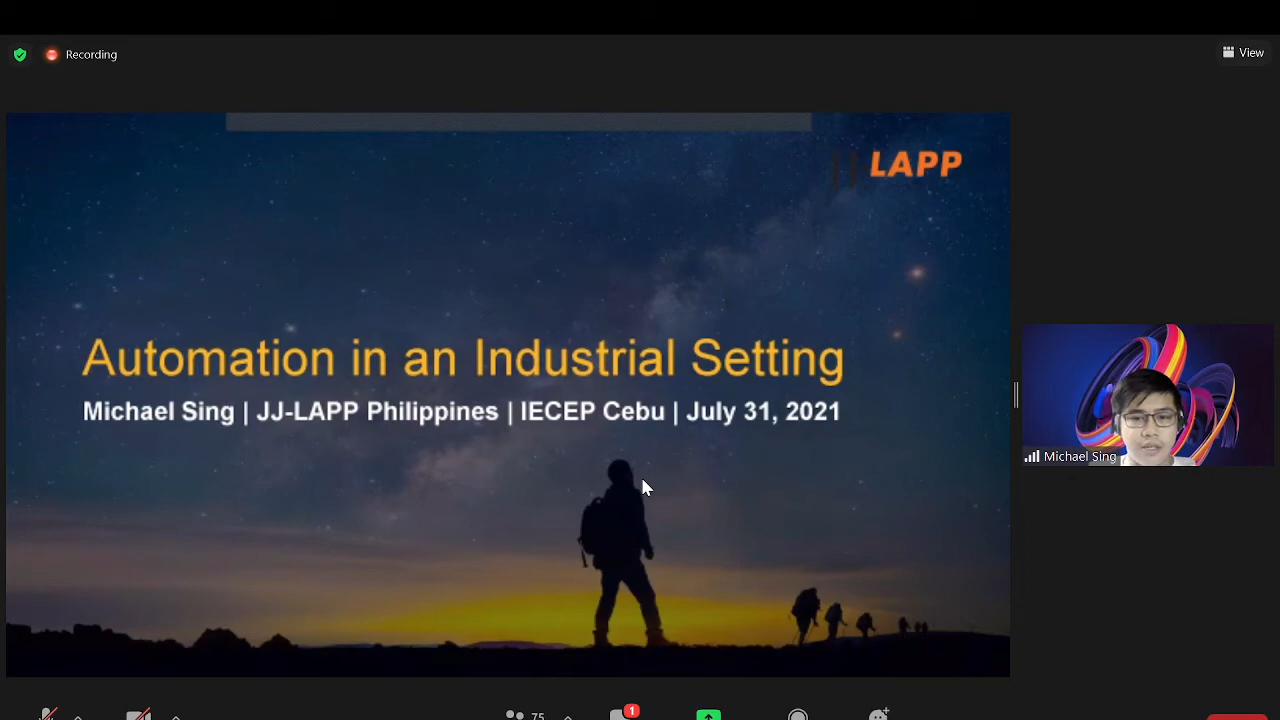 Recording
View
LAPP
Automation in an Industrial Setting
Michael Sing | JJ-LAPP Philippines | IECEP Cebu | July 31, 2021
Michael Sing
75
1